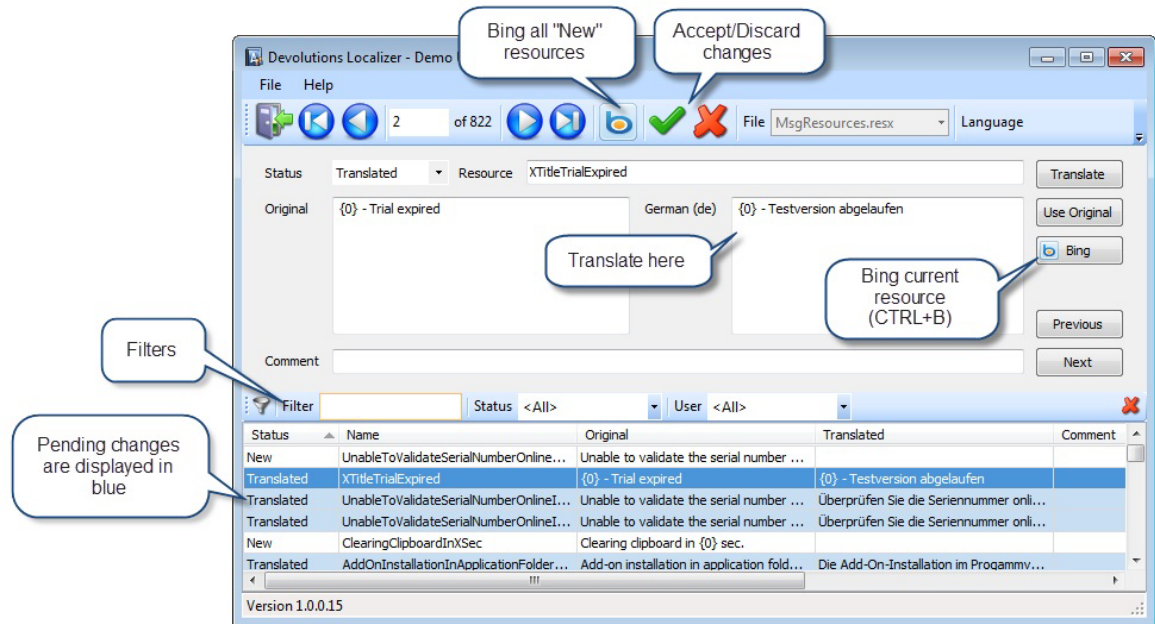 Bing all "New"
resources
Accept/Discard
changes
Devolutions Localizer - Demo
File Help
2 of 822 File MsgResources.resx Language
Status Translated Resource XTitleTrialExpired Translate
Original {0} - Trial expired German (de) {0} - Testversion abgelaufen Use Original
Bing
Translate here
Bing current
resource
(CTRL+B)
Previous
Filters
Comment Next
Filter Status <All> User <All>
Pending changes
are displayed in
blue
Status Name Original Translated Comment
New UnableToValidateSerialNumberOnline... Unable to validate the serial number ...
Translated XTitleTrialExpired {0} - Trial expired {0} - Testversion abgelaufen
Translated UnableToValidateSerialNumberOnlineI... Unable to validate the serial number ... Überprüfen Sie die Seriennummer onli...
Translated UnableToValidateSerialNumberOnlineI... Unable to validate the serial number ... Überprüfen Sie die Seriennummer onli...
New ClearingClipboardInXSec Clearing clipboard in {0} sec.
Translated AddOnInstallationInApplicationFolder... Add-on installation in application fold... Die Add-On-Installation im Progammv...
Version 1.0.0.15